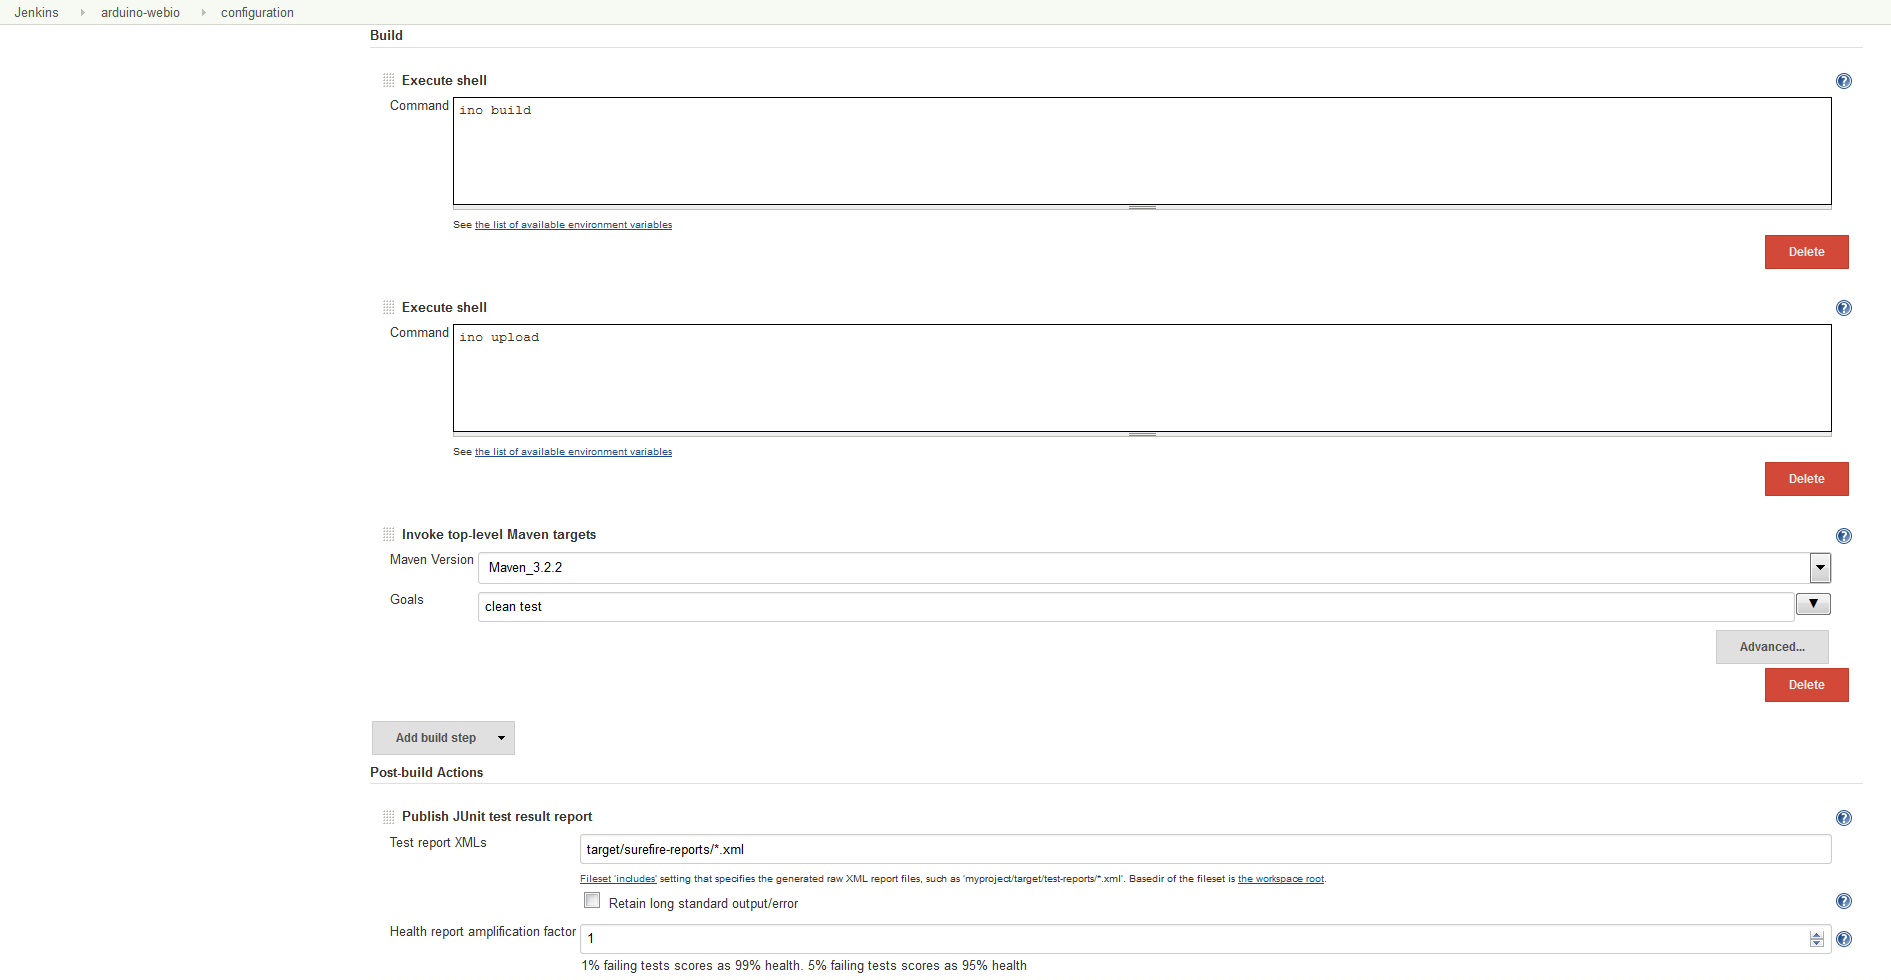 Jenkins arduino-webio configuration
Build
Execute shell
Command ino build
See the list of available environment variables
Delete
Execute shell
Command ino upload
See the list of available environment variables
Delete
Invoke top-level Maven targets
Maven Version Maven_3.2.2
Goals clean test
Advanced...
Delete
Add build step
Post-build Actions
Publish JUnit test result report
Test report XMLs target/surefire-reports/*.xml
Fileset 'includes' setting that specifies the generated raw XML report files, such as 'myproject/target/test-reports/*.xml'. Basedir of the fileset is the workspace root.
Retain long standard output/error
Health report amplification factor 1
1% failing tests scores as 99% health. 5% failing tests scores as 95% health